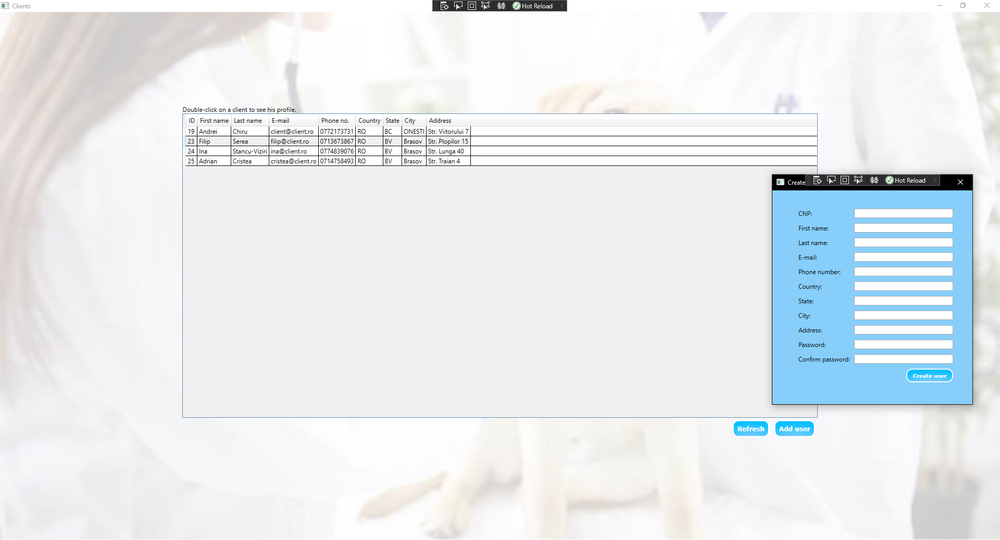 Clients
Hot Reload
Double-click on a client to see his profile.
ID First name Last name E-mail Phone no. Country State City Address
19 Andrei Chiru client@client.ro 0772173731 RO BC ONESTI Str. Viitorului 7
23 Filip Serea filip@client.ro 0713673867 RO BV Brasov Str. Plopilor 15
24 Ina Stancu-Viziri ina@client.ro 0774839076 RO BV Brasov Str. Lunga 40
25 Adrian Cristea cristea@client.ro 0714758493 RO BV Brasov Str. Traian 4
Create Hot Reload
CNP:
First name:
Last name:
E-mail:
Phone number:
Country:
State:
City:
Address:
Password:
Confirm password:
Create user
Refresh Add user